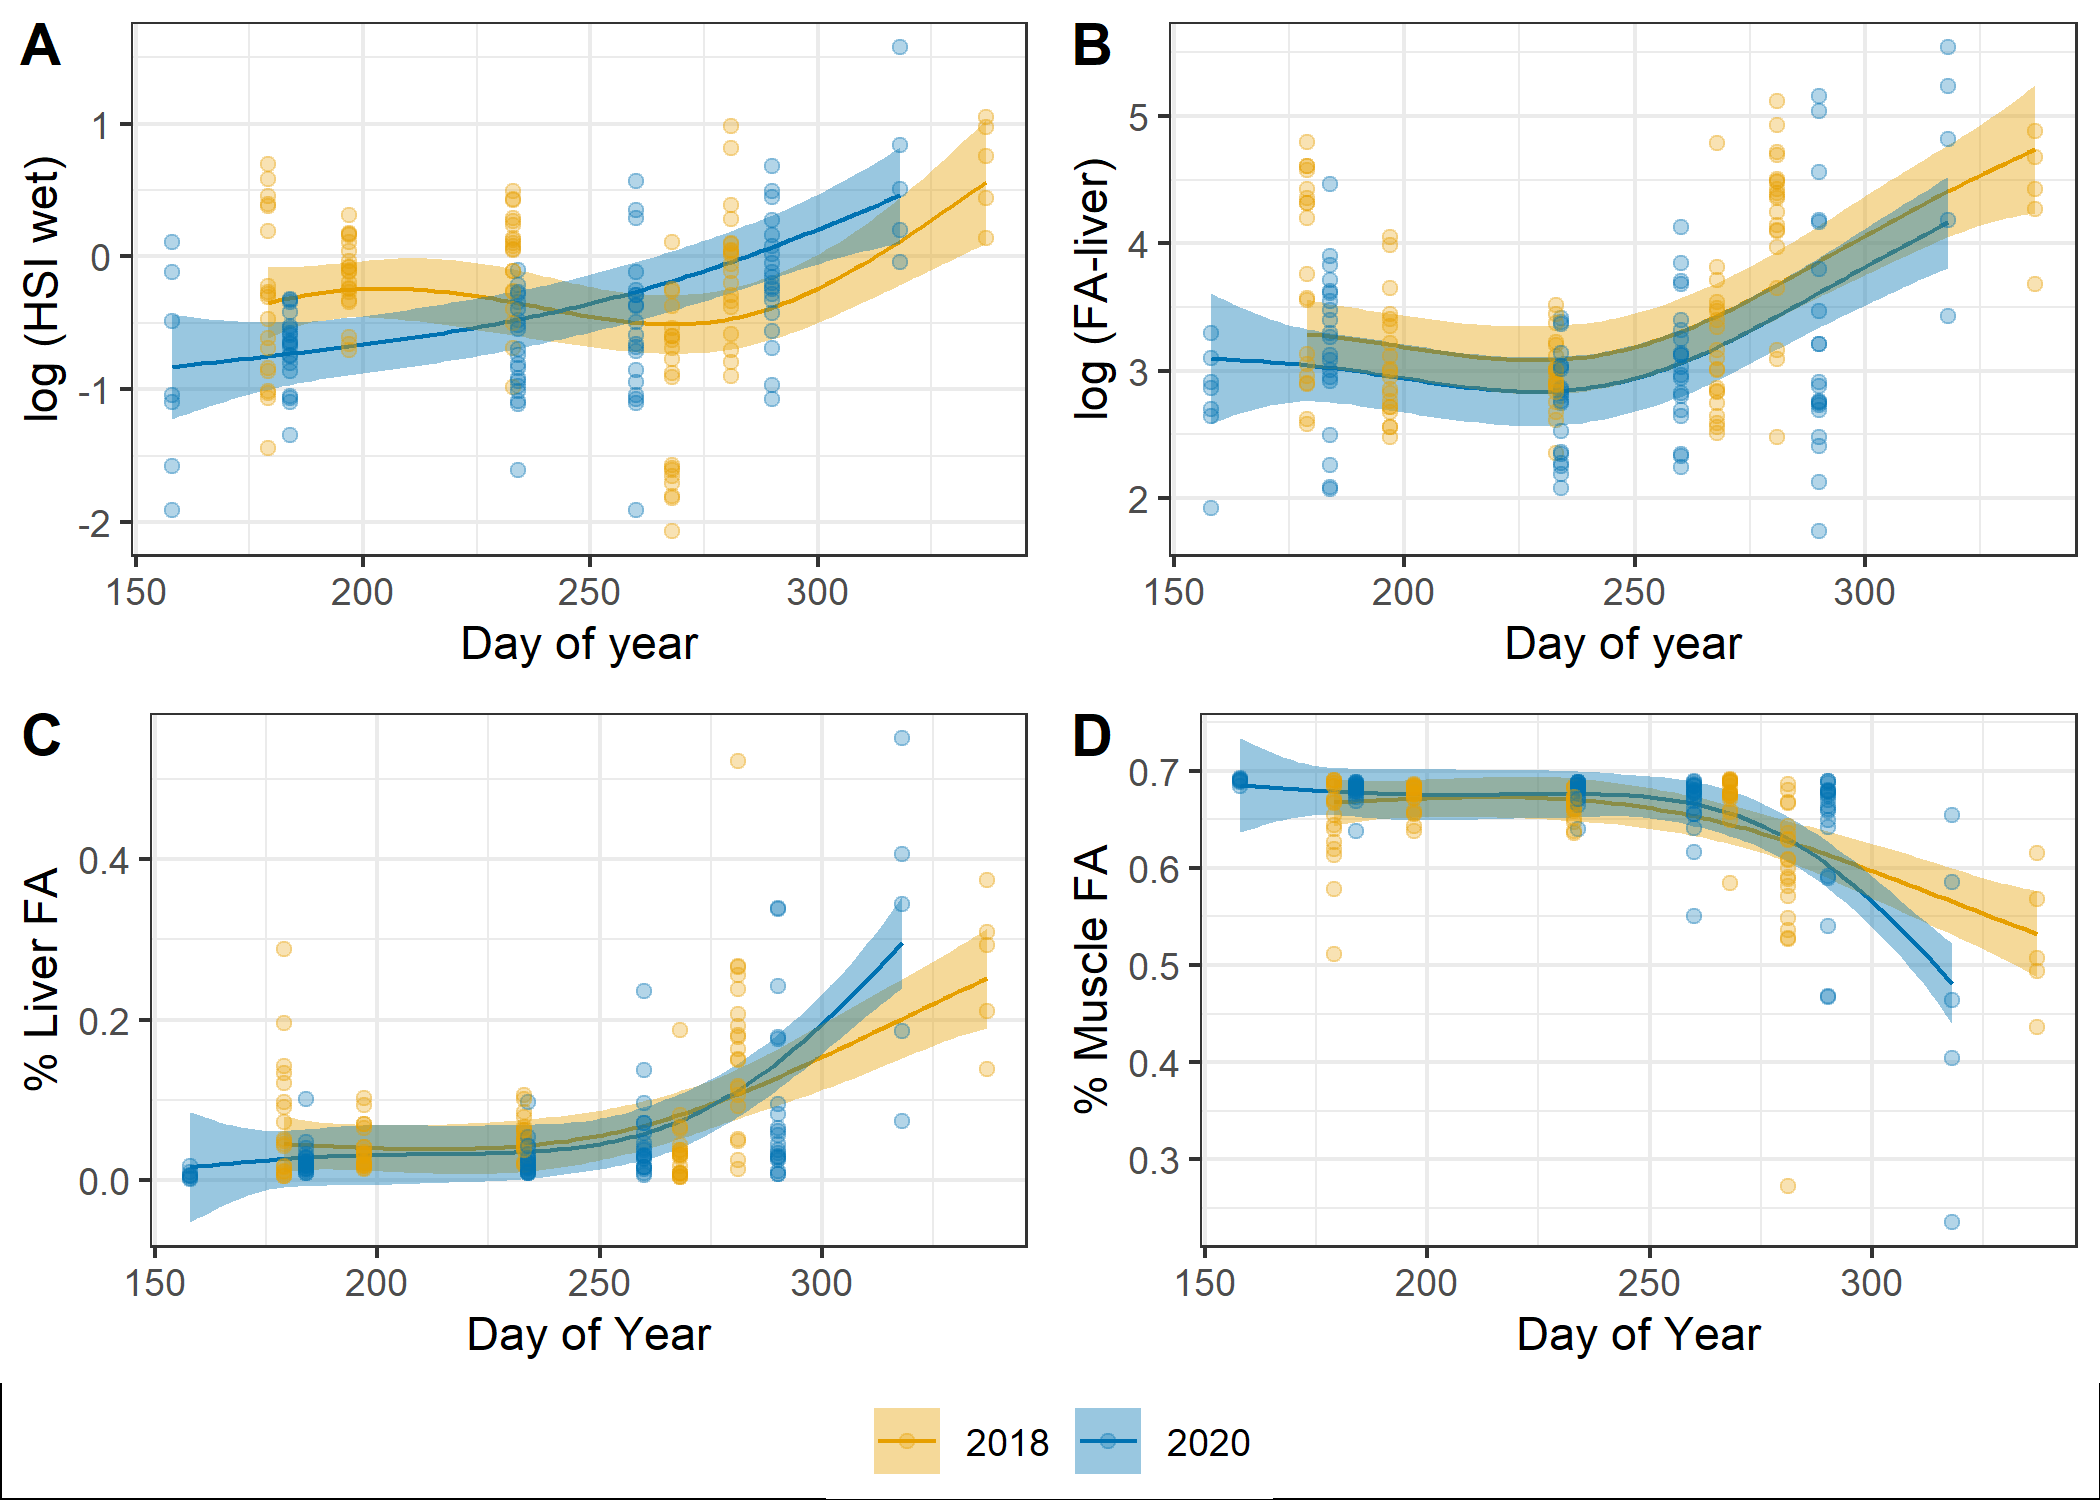 A
B
log (HSI wet)
1
0
-1
-2
150 200 250 300
Day of year
log (FA-liver)
5
4
3
2
150 200 250 300
Day of year
C
D
% Liver FA
0.4
0.2
0.0
150 200 250 300
Day of Year
% Muscle FA
0.7
0.6
0.5
0.4
0.3
150 200 250 300
Day of Year
2018 2020